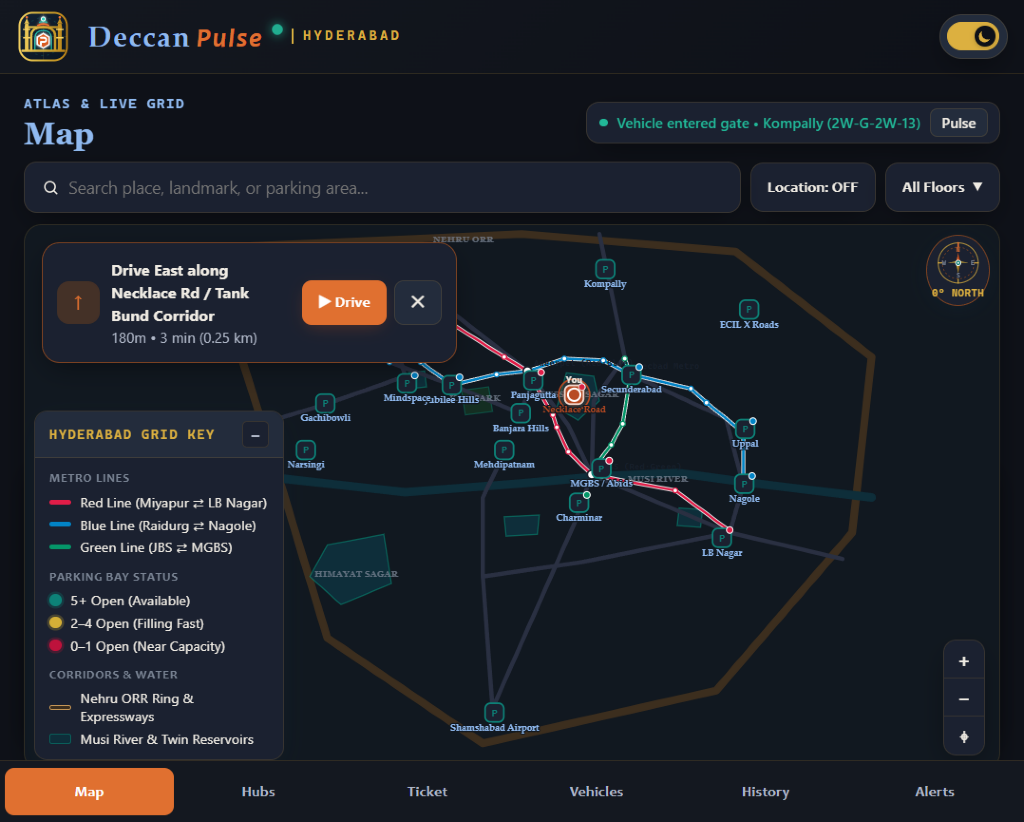 Deccan Pulse | HYDERABAD
ATLAS & LIVE GRID
Map
Vehicle entered gate • Kompally (2W-G-2W-13) Pulse
Search place, landmark, or parking area...
Location: OFF
All Floors ▼
NEHRU ORR
Drive East along
Necklace Rd / Tank
Bund Corridor
180m • 3 min (0.25 km)
▶ Drive
✕
N
E
S
W
0° NORTH
P
Kompally
P
ECIL X Roads
P
Mindspace
P
Jubilee Hills
PARK
P
Panjagutta
You
SAGAR
Necklace Road
P
Secunderabad
P
Gachibowli
P
Banjara Hills
P
Uppal
P
Narsingi
P
Mehdipatnam
P
MGBS / Abids
MUSI RIVER
P
Nagole
P
Charminar
P
LB Nagar
HIMAYAT SAGAR
P
Shamshabad Airport
HYDERABAD GRID KEY –
METRO LINES
Red Line (Miyapur ⇄ LB Nagar)
Blue Line (Raidurg ⇄ Nagole)
Green Line (JBS ⇄ MGBS)
PARKING BAY STATUS
5+ Open (Available)
2–4 Open (Filling Fast)
0–1 Open (Near Capacity)
CORRIDORS & WATER
Nehru ORR Ring &
Expressways
Musi River & Twin Reservoirs
+
−
Map Hubs Ticket Vehicles History Alerts